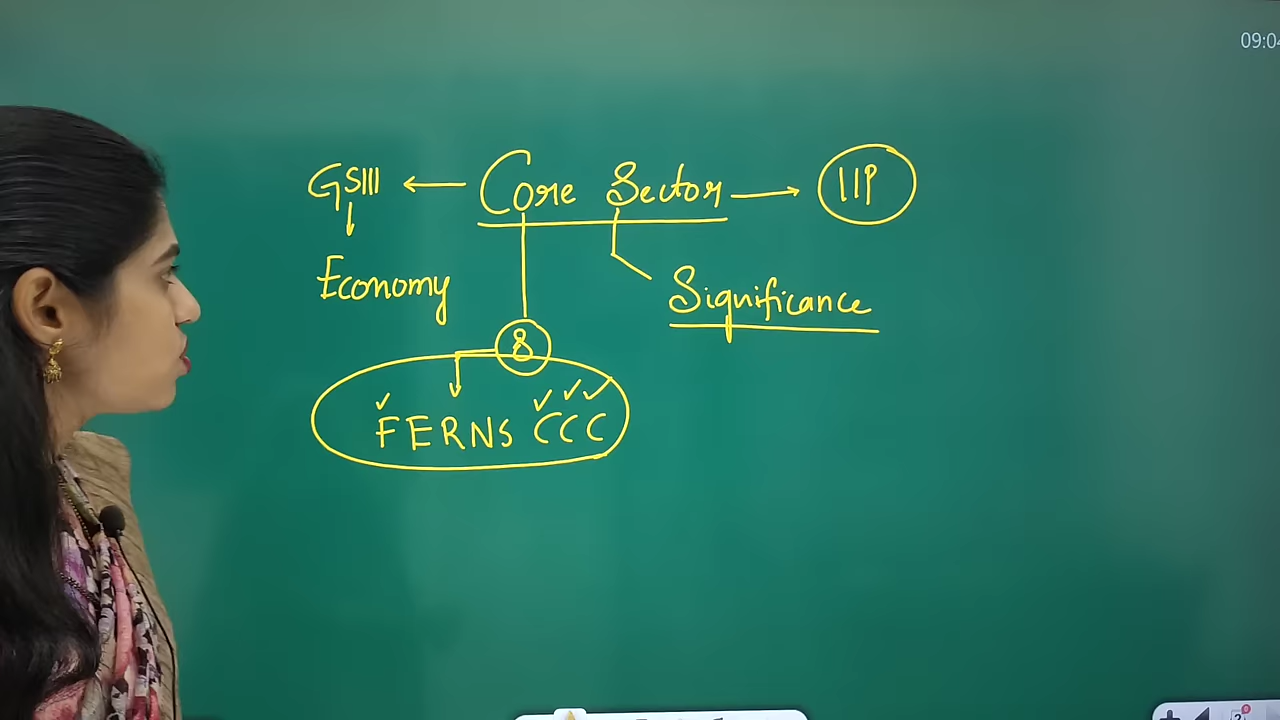 09:04
GSIII ← Core Sector → IIP
Economy
Significance
8
FERNS CCC